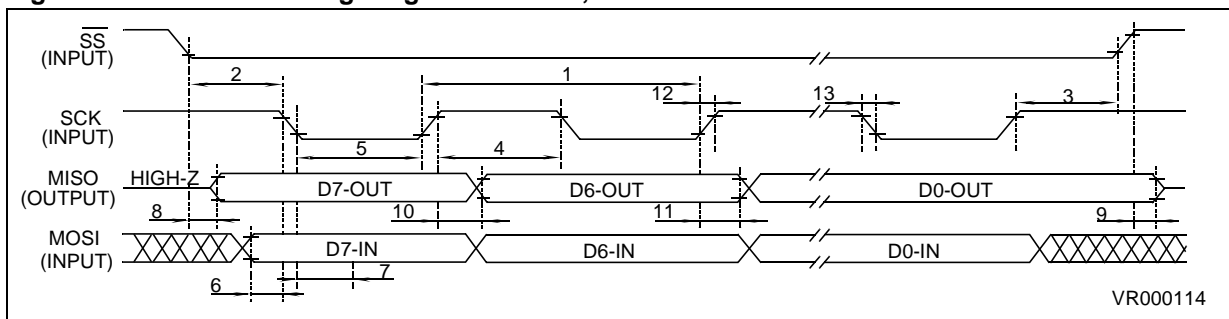 SS
(INPUT)
2
1
12
13
3
SCK
(INPUT)
5
4
MISO
(OUTPUT)
HIGH-Z
D7-OUT
D6-OUT
D0-OUT
8
10
11
9
MOSI
(INPUT)
D7-IN
D6-IN
D0-IN
7
6
VR000114